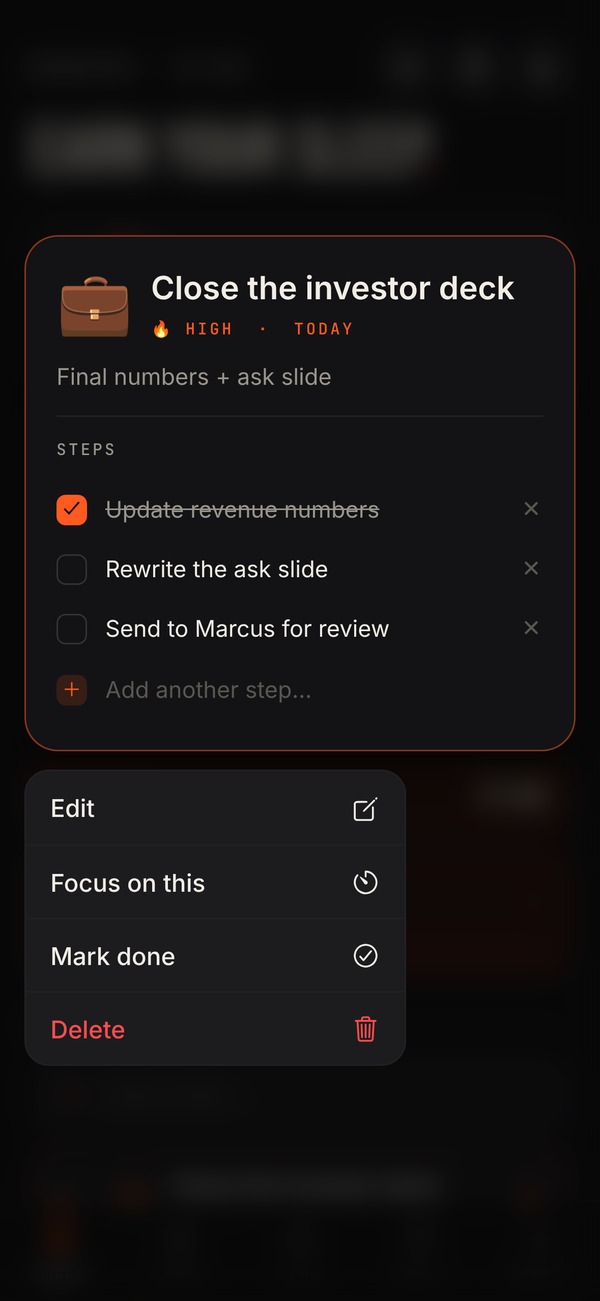 Close the investor deck
🔥 HIGH · TODAY
Final numbers + ask slide
STEPS
Update revenue numbers
Rewrite the ask slide
Send to Marcus for review
Add another step...
Edit
Focus on this
Mark done
Delete